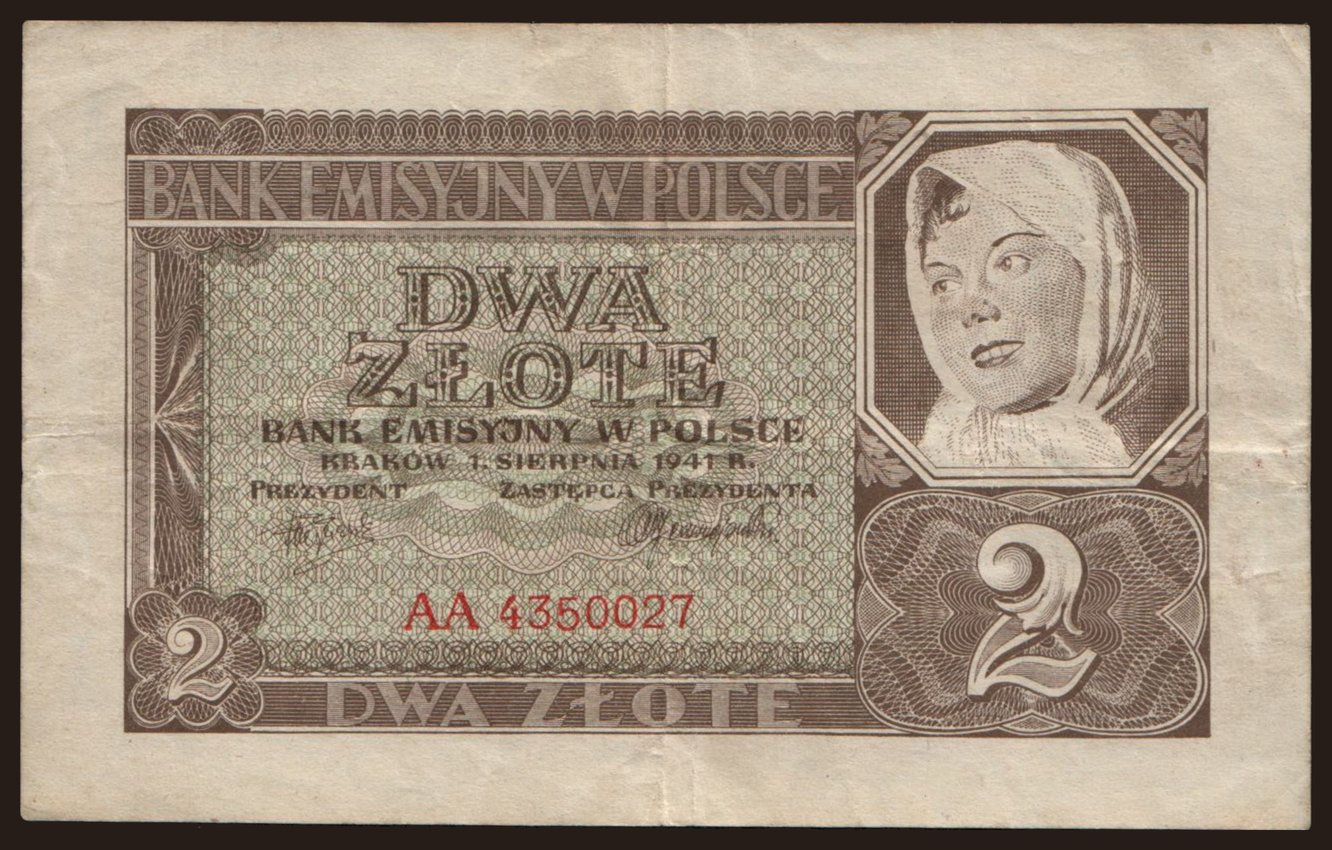 BANK EMISYJNY W POLSCE
DWA
ZŁOTE
BANK EMISYJNY W POLSCE
KRAKÓW 1. SIERPNIA 1941 R.
PREZYDENT ZASTĘPCA PREZYDENTA
AA 4350027
2
DWA ZŁOTE
2